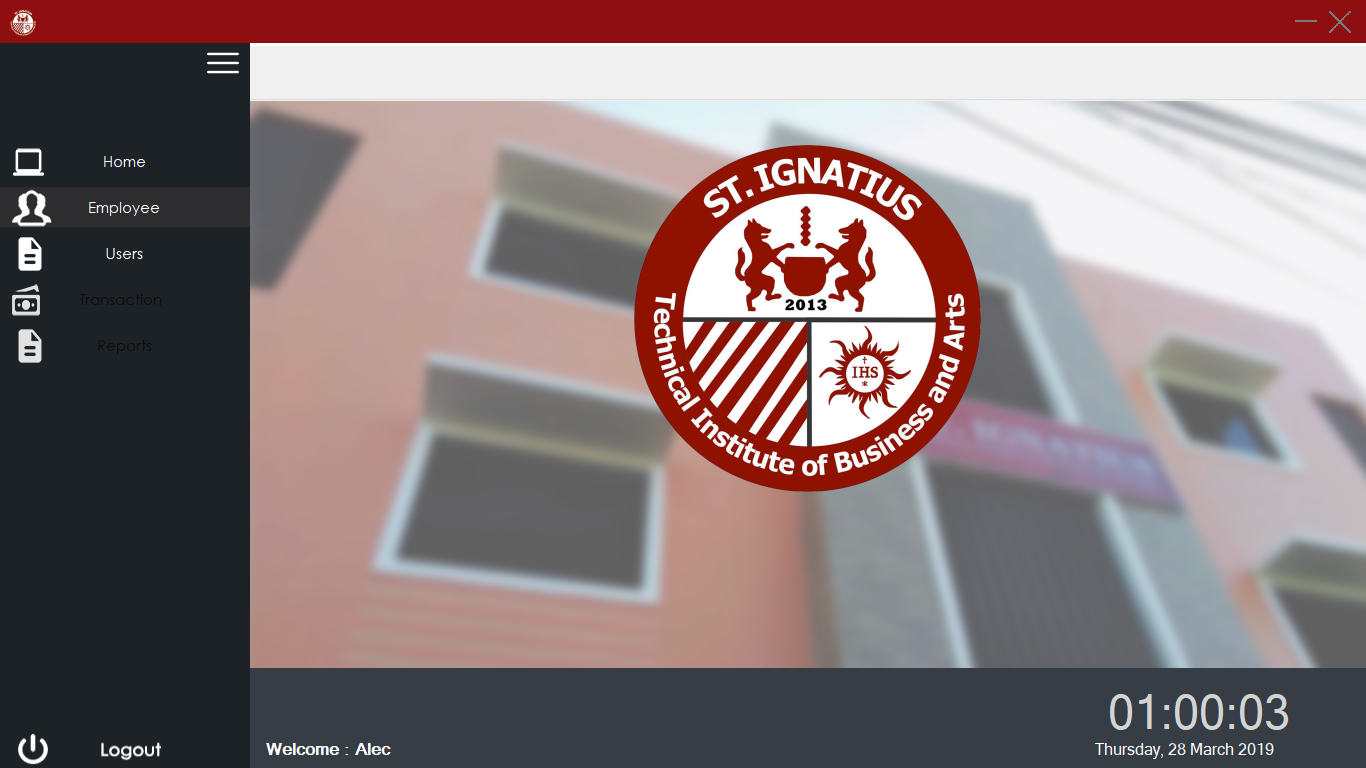 Home
Employee
Users
Transaction
Reports
Logout
ST. IGNATIUS
2013
IHS
Technical Institute of Business and Arts
IGNATIUS
Welcome : Alec
01:00:03
Thursday, 28 March 2019